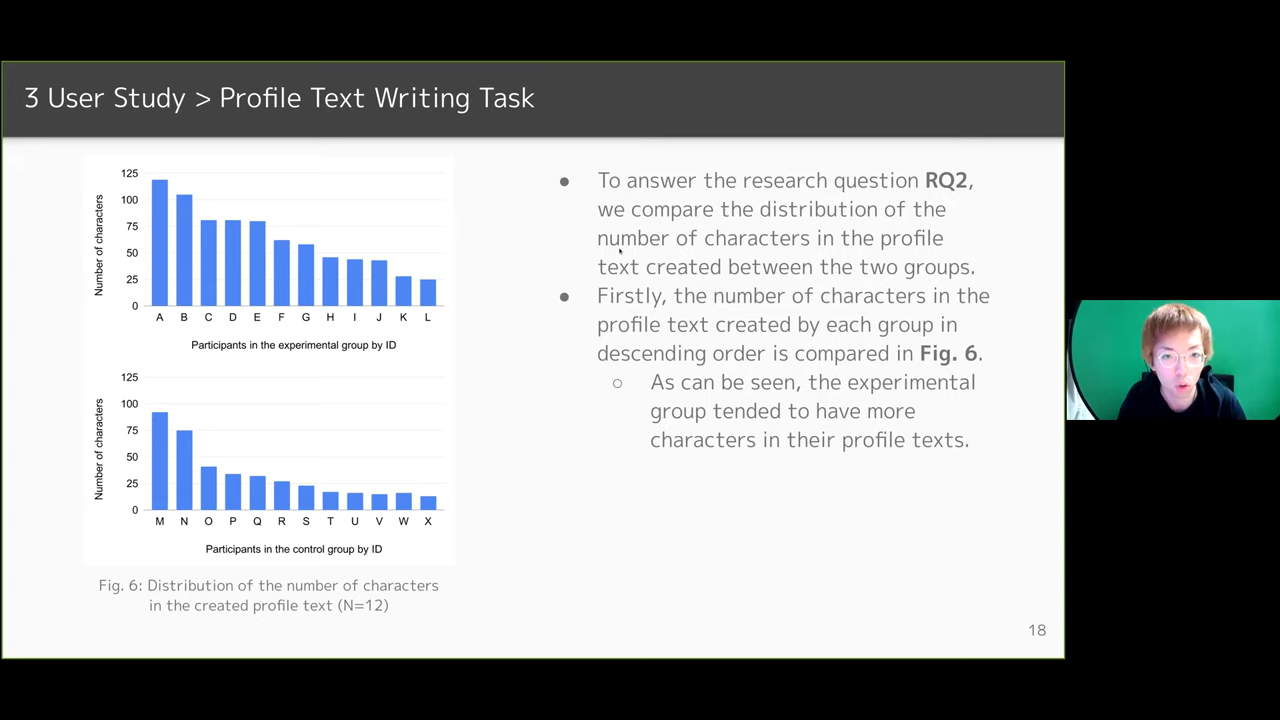 3 User Study > Profile Text Writing Task
125
100
75
50
25
0
Number of characters
A B C D E F G H I J K L
Participants in the experimental group by ID
125
100
75
50
25
0
Number of characters
M N O P Q R S T U V W X
Participants in the control group by ID
Fig. 6: Distribution of the number of characters
in the created profile text (N=12)
● To answer the research question RQ2,
we compare the distribution of the
number of characters in the profile
text created between the two groups.
● Firstly, the number of characters in the
profile text created by each group in
descending order is compared in Fig. 6.
○ As can be seen, the experimental
group tended to have more
characters in their profile texts.
18